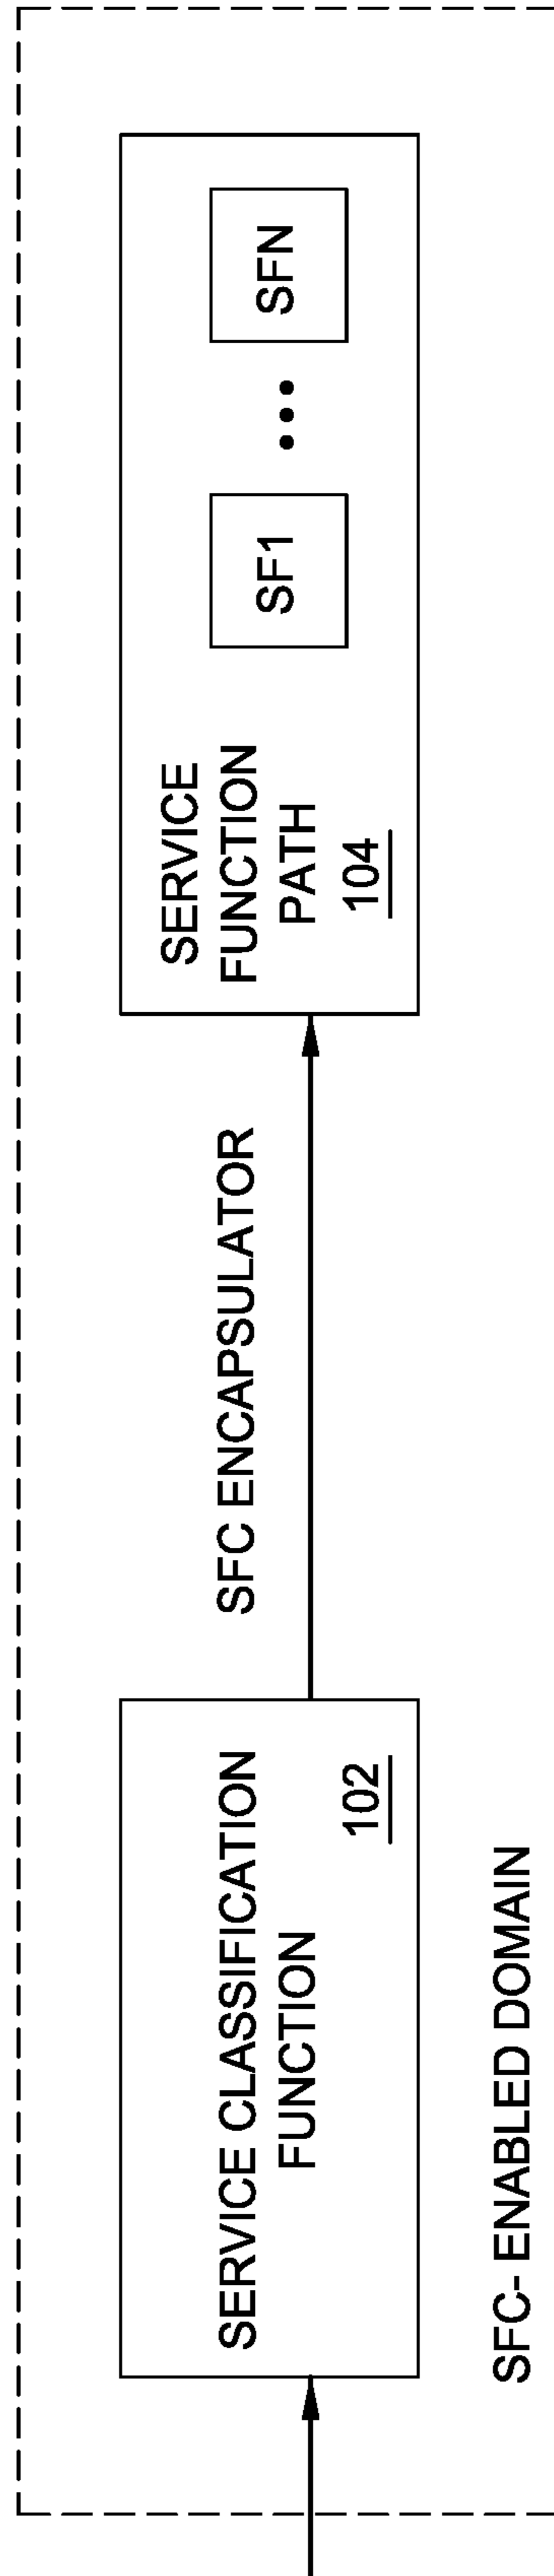 SERVICE CLASSIFICATION
FUNCTION
102
SFC ENCAPSULATOR
SERVICE
FUNCTION
PATH
104
SF1
SFN
SFC- ENABLED DOMAIN